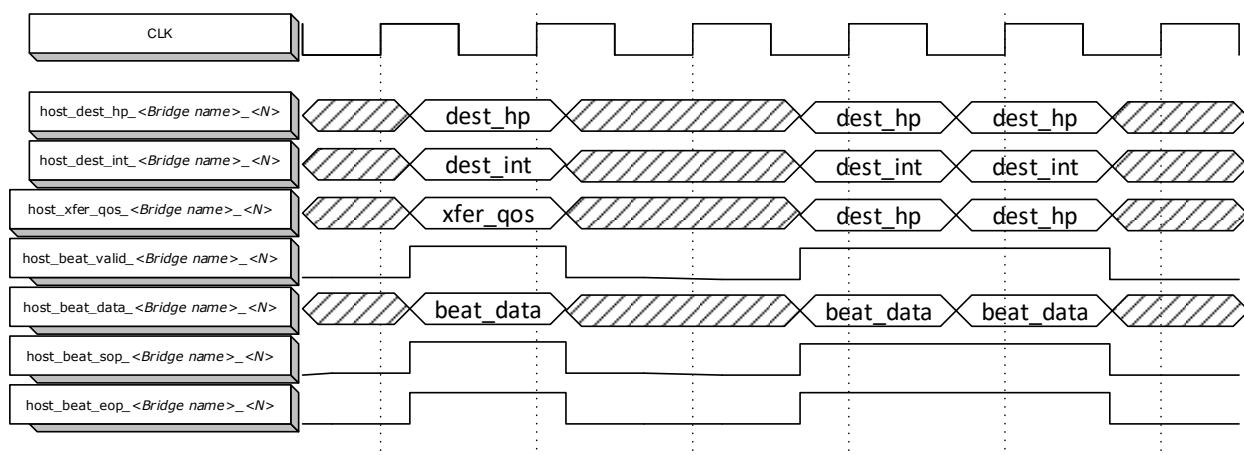 CLK
host_dest_hp_<Bridge name>_<N>
dest_hp dest_hp dest_hp
host_dest_int_<Bridge name>_<N>
dest_int dest_int dest_int
host_xfer_qos_<Bridge name>_<N>
xfer_qos dest_hp dest_hp
host_beat_valid_<Bridge name>_<N>
host_beat_data_<Bridge name>_<N>
beat_data beat_data beat_data
host_beat_sop_<Bridge name>_<N>
host_beat_eop_<Bridge name>_<N>